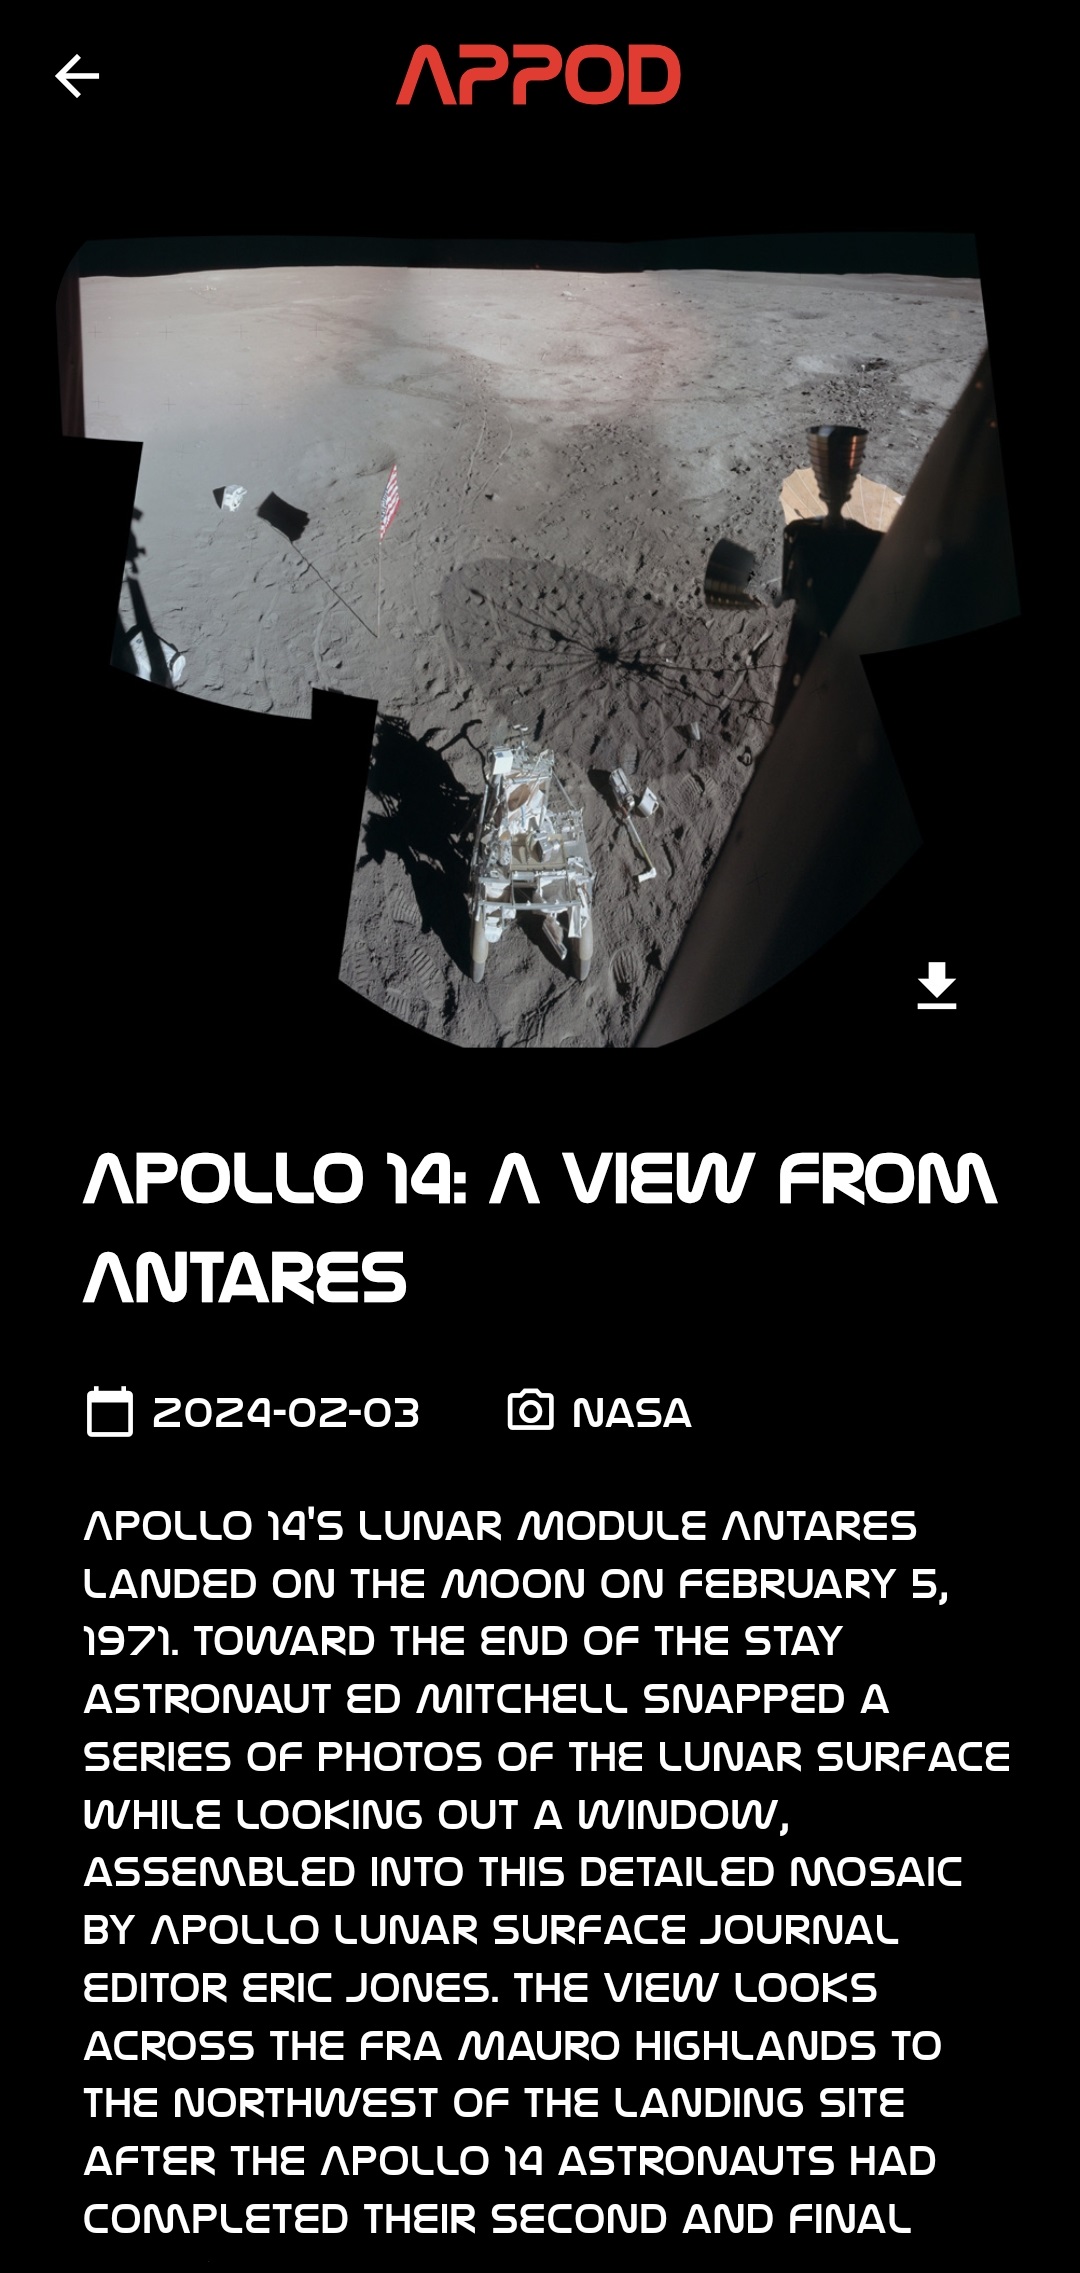 APPOD
APOLLO 14: A VIEW FROM
ANTARES
2024-02-03
NASA
APOLLO 14'S LUNAR MODULE ANTARES
LANDED ON THE MOON ON FEBRUARY 5,
1971. TOWARD THE END OF THE STAY
ASTRONAUT ED MITCHELL SNAPPED A
SERIES OF PHOTOS OF THE LUNAR SURFACE
WHILE LOOKING OUT A WINDOW,
ASSEMBLED INTO THIS DETAILED MOSAIC
BY APOLLO LUNAR SURFACE JOURNAL
EDITOR ERIC JONES. THE VIEW LOOKS
ACROSS THE FRA MAURO HIGHLANDS TO
THE NORTHWEST OF THE LANDING SITE
AFTER THE APOLLO 14 ASTRONAUTS HAD
COMPLETED THEIR SECOND AND FINAL